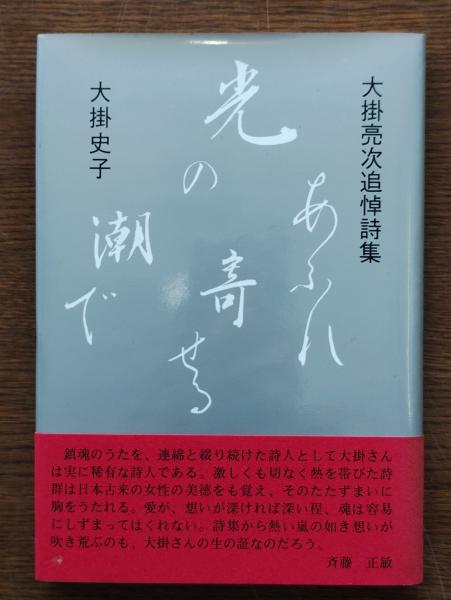 大掛亮次追悼詩集
あふれ
寄せる
光の
潮で
大掛史子
鎮魂のうたを、連綿と綴り続けた詩人として大掛さん
は実に稀有な詩人である。激しくも切なく熱を帯びた詩
群は日本古来の女性の美徳をも覚え、そのたたずまいに
胸をうたれる。愛が、想いが深ければ深い程、魂は容易
にしずまってはくれない。詩集から熱い嵐の如き想いが
吹き荒ぶのも、大掛さんの生の証なのだろう。
斉藤 正敏